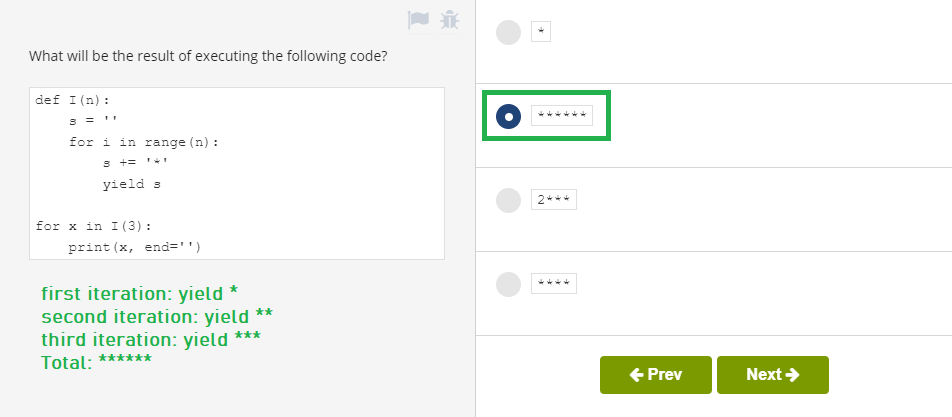 What will be the result of executing the following code?
def I(n):
    s = ''
    for i in range(n):
        s += '*'
        yield s
for x in I(3):
    print(x, end='')
first iteration: yield *
second iteration: yield **
third iteration: yield ***
Total: ******
*
******
2***
****
Prev
Next